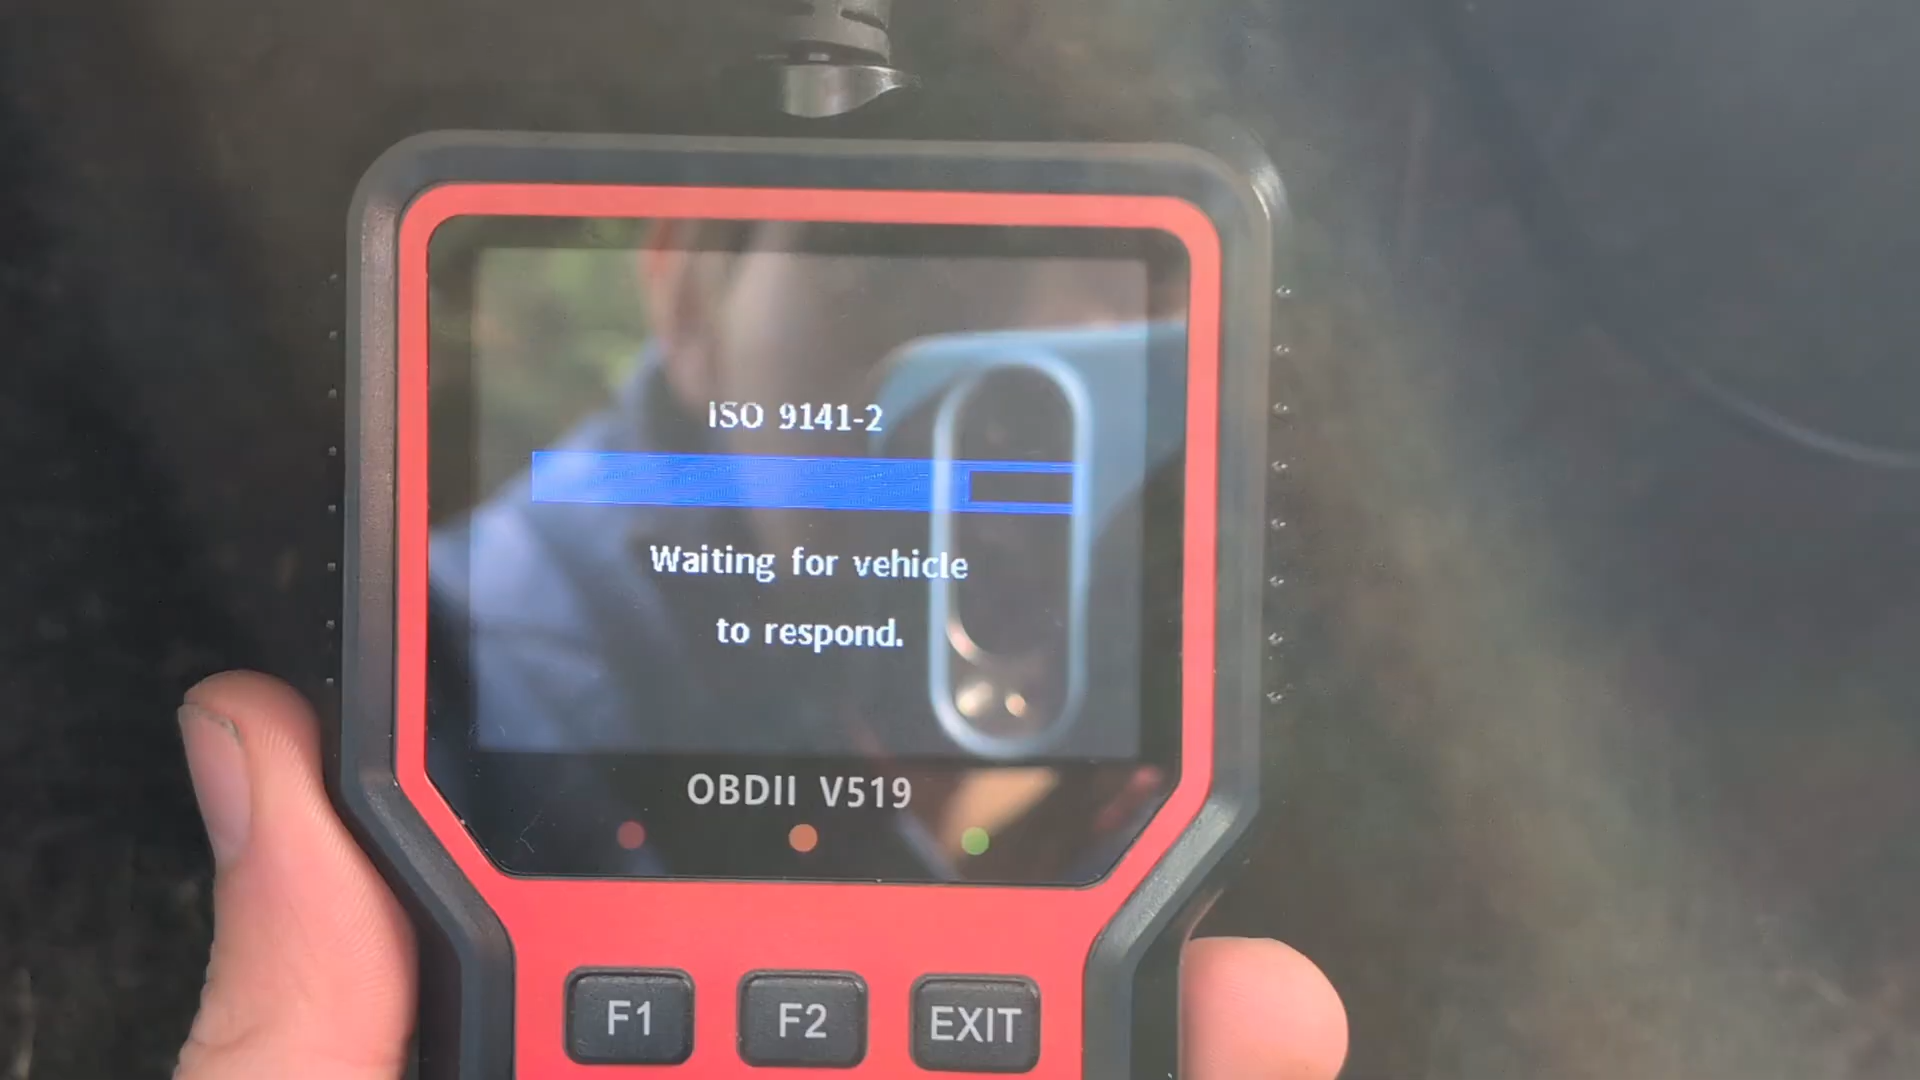 ISO 9141-2
Waiting for vehicle
to respond.
OBDII V519
F1
F2
EXIT